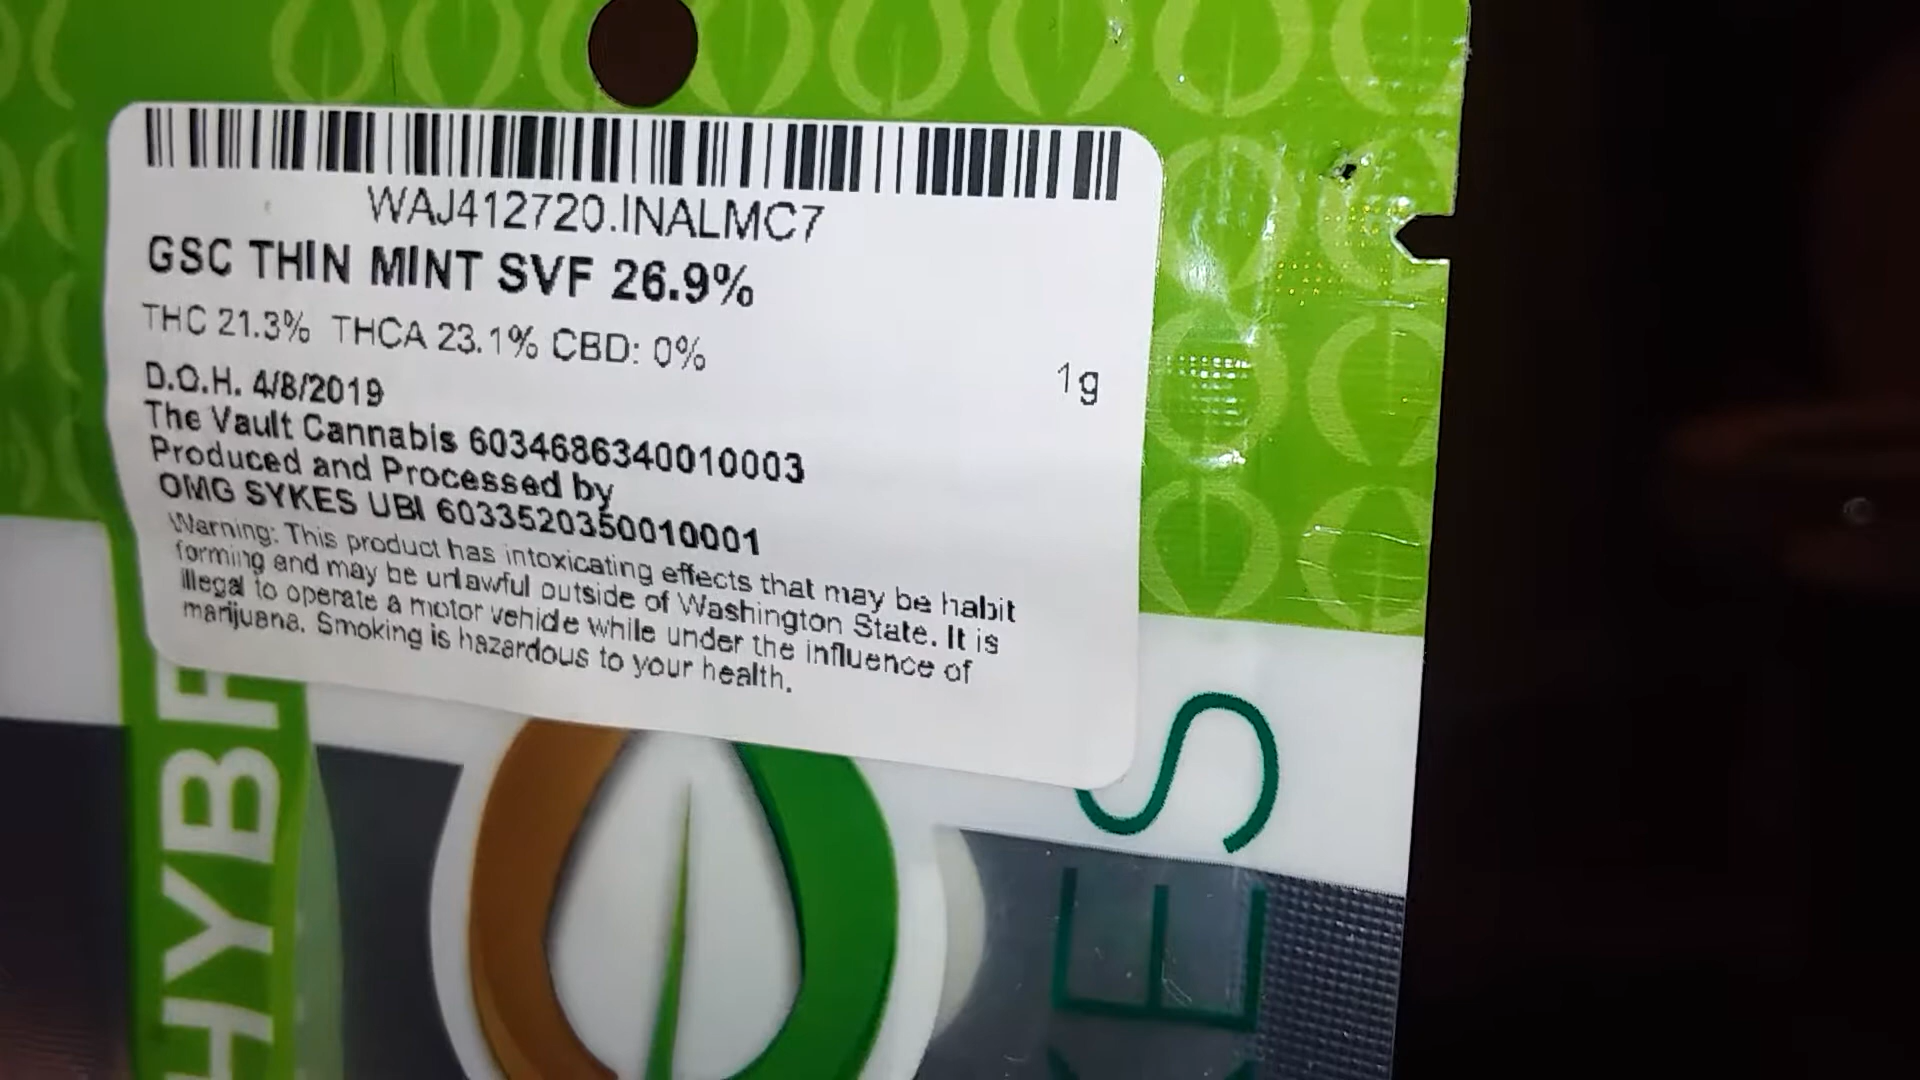 WAJ412720.INALMC7
GSC THIN MINT SVF 26.9%
THC 21.3% THCA 23.1% CBD: 0%
1g
D.O.H. 4/8/2019
The Vault Cannabis 6034686340010003
Produced and Processed by
OMG SYKES UBI 6033520350010001
Warning: This product has intoxicating effects that may be habit
forming and may be unlawful outside of Washington State. It is
illegal to operate a motor vehicle while under the influence of
marijuana. Smoking is hazardous to your health.
HYBR
ES